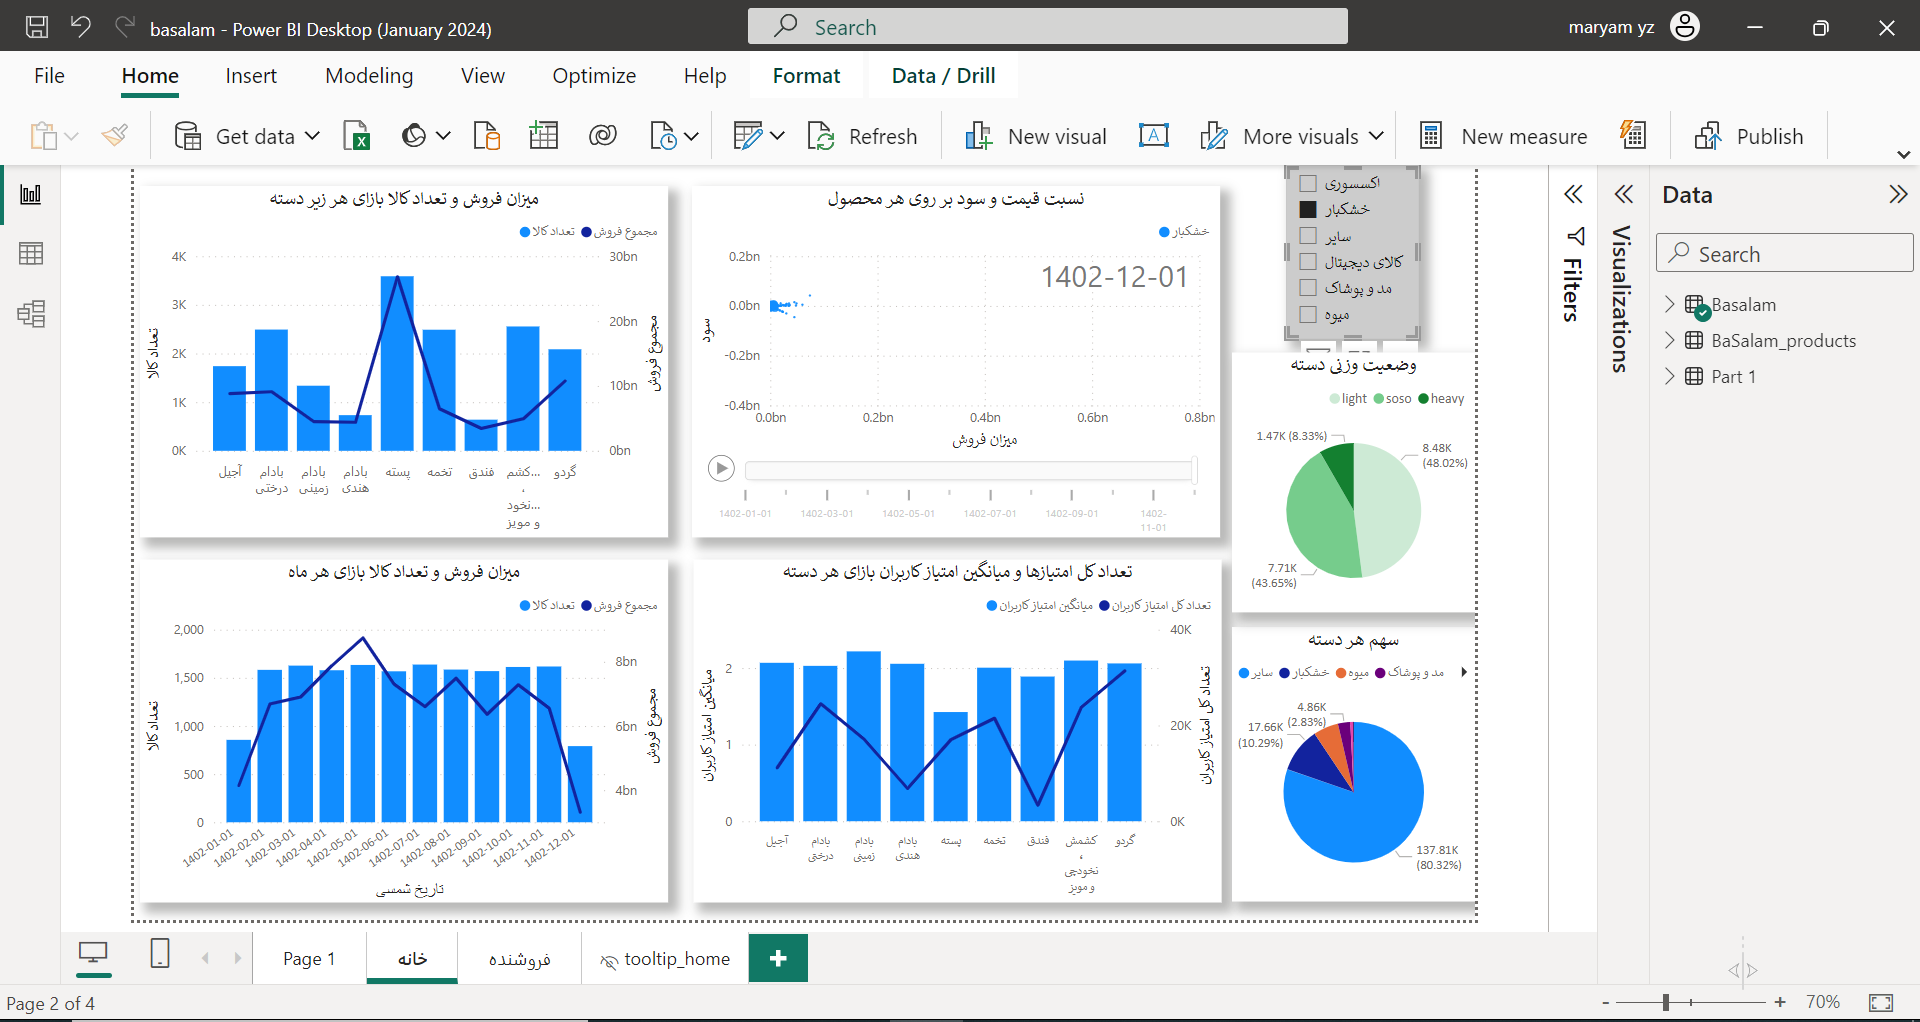 basalam - Power BI Desktop (January 2024)
Search
maryam yz
File
Home
Insert
Modeling
View
Optimize
Help
Format
Data / Drill
Get data
Refresh
New visual
More visuals
New measure
Publish
میزان فروش و تعداد کالا بازای هر زیر دسته
تعداد کالا
مجموع فروش
4K
3K
2K
1K
0K
30bn
20bn
10bn
0bn
تعداد کالا
مجموع فروش
آجیل
بادام درختی
بادام زمینی
بادام هندی
پسته
تخمه
فندق
کشم...
،
نخود...
و مویز
گردو
نسبت قیمت و سود بر روی هر محصول
خشکبار
1402-12-01
0.2bn
0.0bn
-0.2bn
-0.4bn
سود
0.0bn
0.2bn
0.4bn
0.6bn
0.8bn
میزان فروش
1402-01-01
1402-03-01
1402-05-01
1402-07-01
1402-09-01
1402-
11-01
اکسسوری
خشکبار
سایر
کالای دیجیتال
مد و پوشاک
میوه
وضعیت وزنی دسته
light
soso
heavy
1.47K (8.33%)
8.48K
(48.02%)
7.71K
(43.65%)
میزان فروش و تعداد کالا بازای هر ماه
تعداد کالا
مجموع فروش
2,000
1,500
1,000
500
0
8bn
6bn
4bn
تعداد کالا
مجموع فروش
1402-01-01
1402-02-01
1402-03-01
1402-04-01
1402-05-01
1402-06-01
1402-07-01
1402-08-01
1402-09-01
1402-10-01
1402-11-01
1402-12-01
تاریخ شمسی
تعداد کل امتیازها و میانگین امتیاز کاربران بازای هر دسته
میانگین امتیاز کاربران
تعداد کل امتیاز کاربران
2
1
0
40K
20K
0K
میانگین امتیاز کاربران
تعداد کل امتیاز کاربران
آجیل
بادام درختی
بادام زمینی
بادام هندی
پسته
تخمه
فندق
کشمش
،
نخودچی
و مویز
گردو
سهم هر دسته
سایر
خشکبار
میوه
مد و پوشاک
4.86K
(2.83%)
17.66K
(10.29%)
137.81K
(80.32%)
Filters
Visualizations
Data
Search
Basalam
BaSalam_products
Part 1
Page 1
خانه
فروشنده
tooltip_home
Page 2 of 4
- + 70%